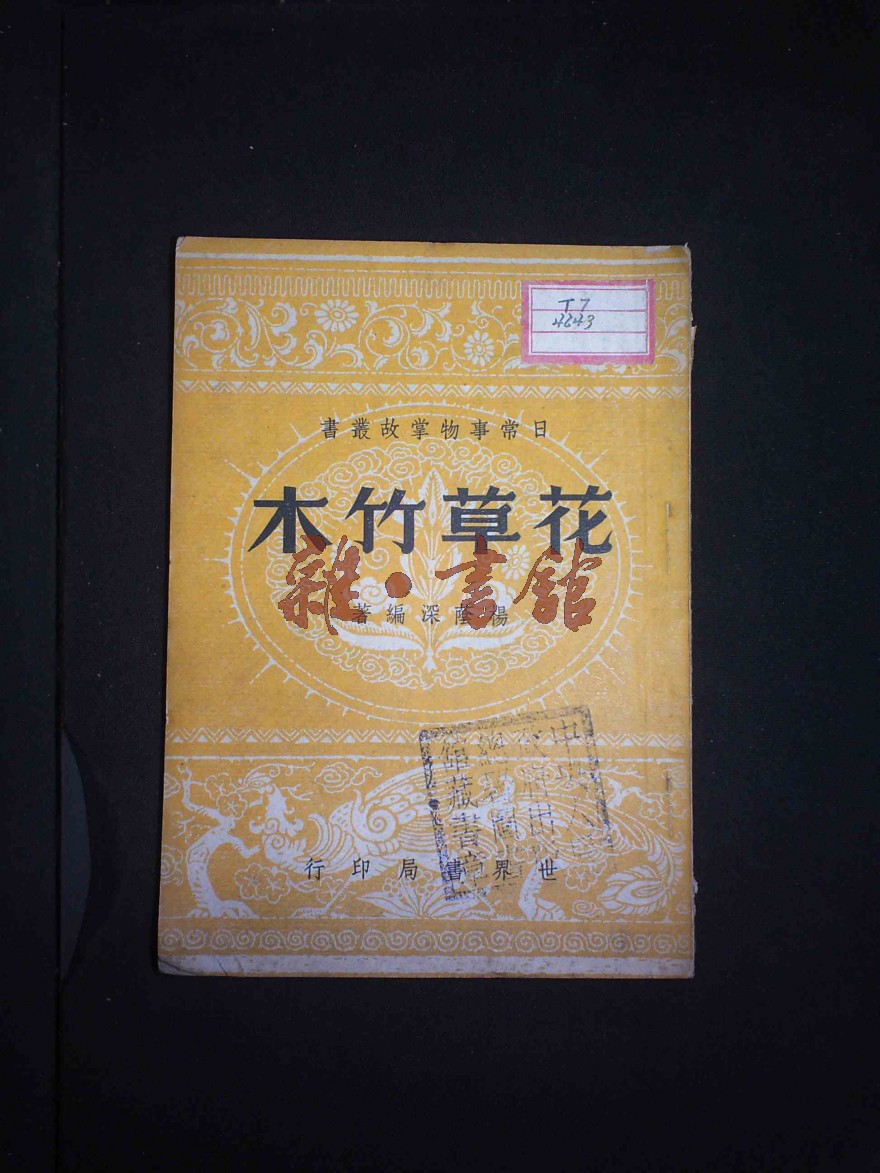 T7
4643
日常事物掌故叢書
花草竹木
雜·書館
楊蔭深編著
世界書局印行